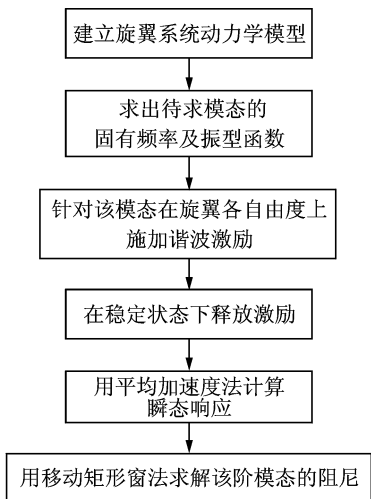 建立旋翼系统动力学模型
求出待求模态的
固有频率及振型函数
针对该模态在旋翼各自由度上
施加谐波激励
在稳定状态下释放激励
用平均加速度法计算
瞬态响应
用移动矩形窗法求解该阶模态的阻尼